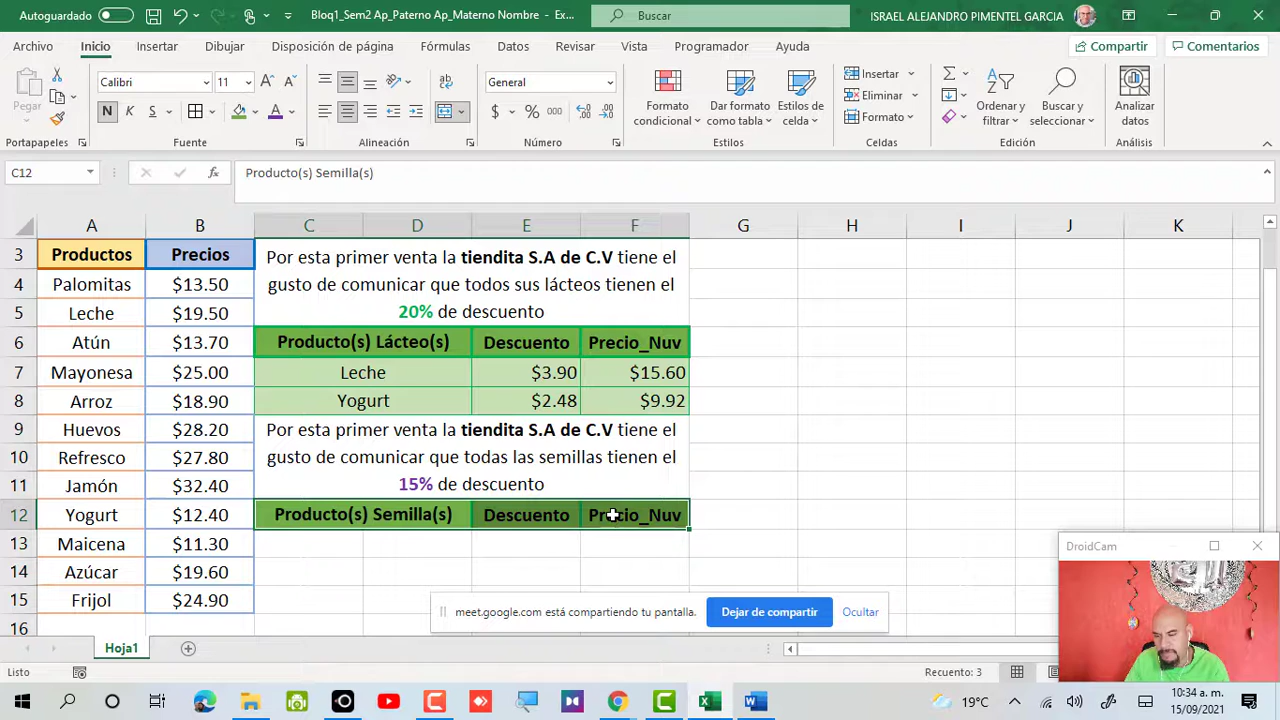 Autoguardado
Bloq1_Sem2 Ap_Paterno Ap_Materno Nombre - Ex...
Buscar
ISRAEL ALEJANDRO PIMENTEL GARCIA
Archivo Inicio Insertar Dibujar Disposición de página Fórmulas Datos Revisar Vista Programador Ayuda
Compartir Comentarios
Pegar
Calibri 11
N K S
General
$ % 000
Formato condicional
Dar formato como tabla
Estilos de celda
Insertar
Eliminar
Formato
Ordenar y filtrar
Buscar y seleccionar
Analizar datos
Portapapeles Fuente Alineación Número Estilos Celdas Edición Análisis
C12 fx Producto(s) Semilla(s)
A B C D E F G H I J K
3 Productos Precios Por esta primer venta la tiendita S.A de C.V tiene el
4 Palomitas $13.50 gusto de comunicar que todos sus lácteos tienen el
5 Leche $19.50 20% de descuento
6 Atún $13.70 Producto(s) Lácteo(s) Descuento Precio_Nuv
7 Mayonesa $25.00 Leche $3.90 $15.60
8 Arroz $18.90 Yogurt $2.48 $9.92
9 Huevos $28.20 Por esta primer venta la tiendita S.A de C.V tiene el
10 Refresco $27.80 gusto de comunicar que todas las semillas tienen el
11 Jamón $32.40 15% de descuento
12 Yogurt $12.40 Producto(s) Semilla(s) Descuento Precio_Nuv
13 Maicena $11.30
14 Azúcar $19.60
15 Frijol $24.90
16
DroidCam
meet.google.com está compartiendo tu pantalla. Dejar de compartir Ocultar
Hoja1
Listo
Recuento: 3
19°C
10:34 a. m.
15/09/2021